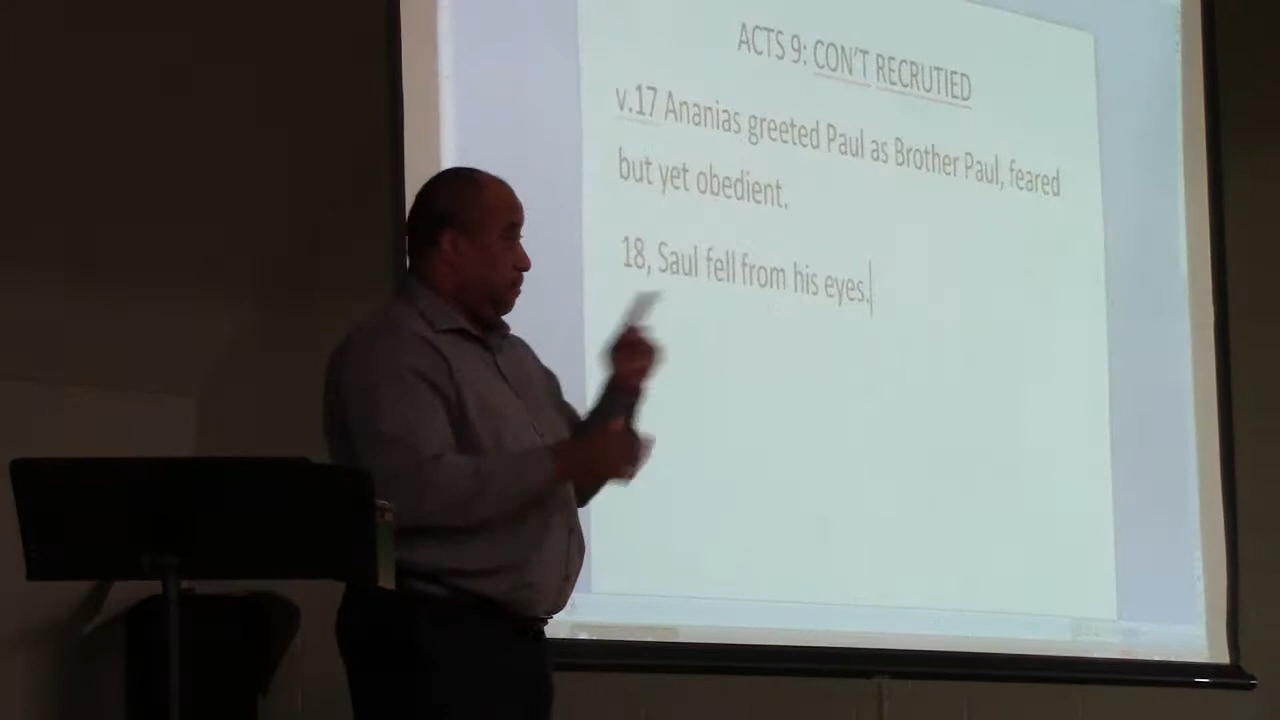 ACTS 9: CON'T RECRUTIED
v.17 Ananias greeted Paul as Brother Paul, feared
but yet obedient.
18, Saul fell from his eyes.